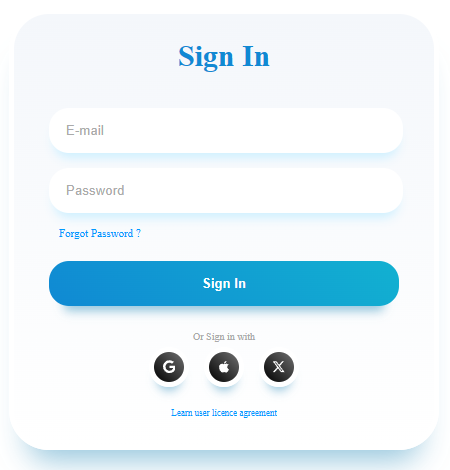 Sign In
E-mail
Password
Forgot Password ?
Sign In
Or Sign in with
Learn user licence agreement